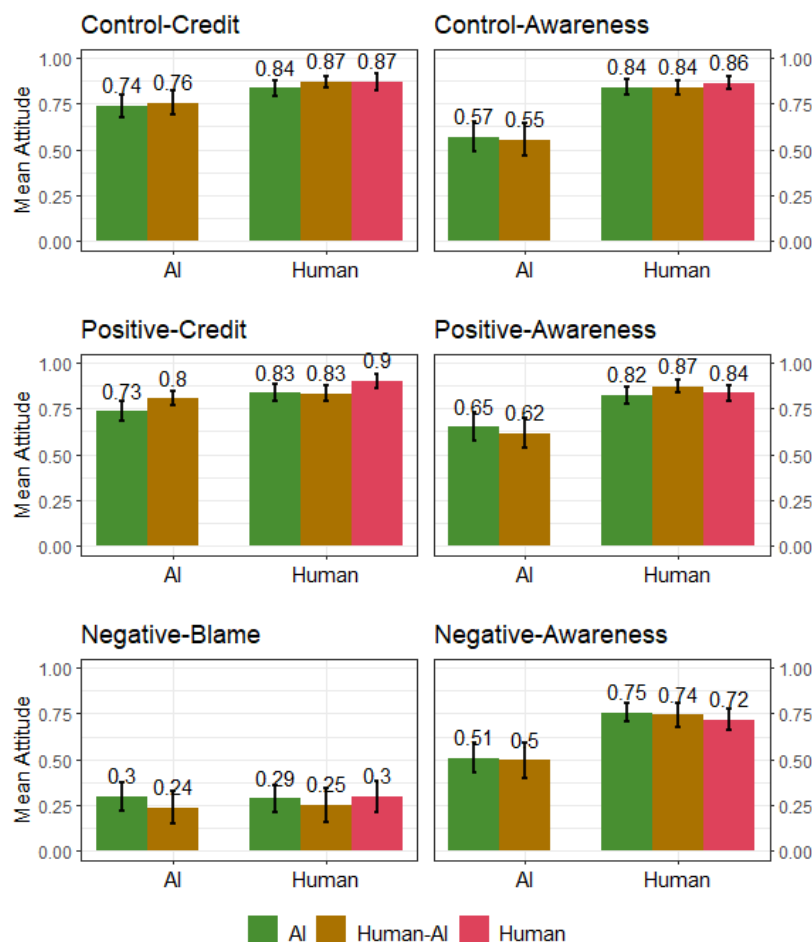 Control-Credit
Mean Attitude
1.00
0.75
0.50
0.25
0.00
0.74 0.76 0.84 0.87 0.87
AI Human
Control-Awareness
0.57 0.55 0.84 0.84 0.86
1.00
0.75
0.50
0.25
0.00
AI Human
Positive-Credit
Mean Attitude
1.00
0.75
0.50
0.25
0.00
0.73 0.8 0.83 0.83 0.9
AI Human
Positive-Awareness
0.65 0.62 0.82 0.87 0.84
1.00
0.75
0.50
0.25
0.00
AI Human
Negative-Blame
Mean Attitude
1.00
0.75
0.50
0.25
0.00
0.3 0.24 0.29 0.25 0.3
AI Human
Negative-Awareness
0.51 0.5 0.75 0.74 0.72
1.00
0.75
0.50
0.25
0.00
AI Human
AI Human-AI Human